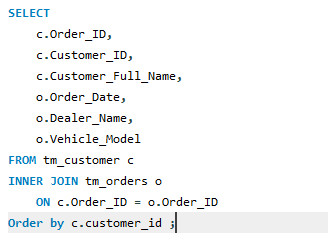 SELECT
c.Order_ID,
c.Customer_ID,
c.Customer_Full_Name,
o.Order_Date,
o.Dealer_Name,
o.Vehicle_Model
FROM tm_customer c
INNER JOIN tm_orders o
ON c.Order_ID = o.Order_ID
Order by c.customer_id ;